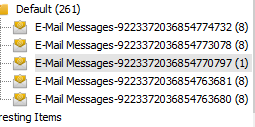 Default (261)
E-Mail Messages-9223372036854774732 (8)
E-Mail Messages-9223372036854773078 (8)
E-Mail Messages-9223372036854770797 (1)
E-Mail Messages-9223372036854763681 (8)
E-Mail Messages-9223372036854763680 (8)
eresting Items